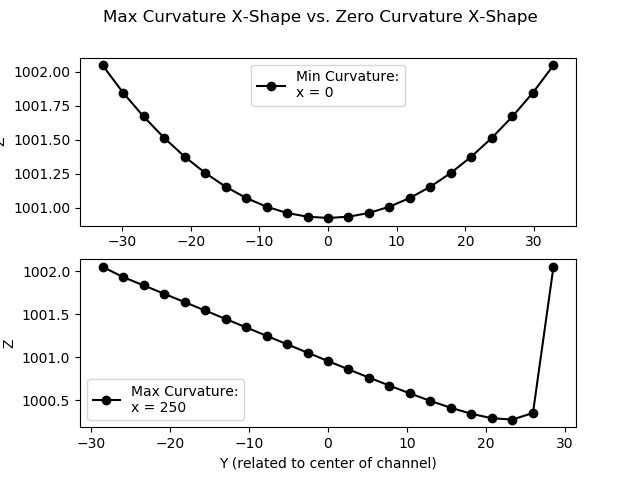 Max Curvature X-Shape vs. Zero Curvature X-Shape
1002.00
1001.75
1001.50
1001.25
1001.00
Z
Min Curvature:
x = 0
−30
−20
−10
0
10
20
30
1002.0
1001.5
1001.0
1000.5
Z
Max Curvature:
x = 250
−30
−20
−10
0
10
20
30
Y (related to center of channel)